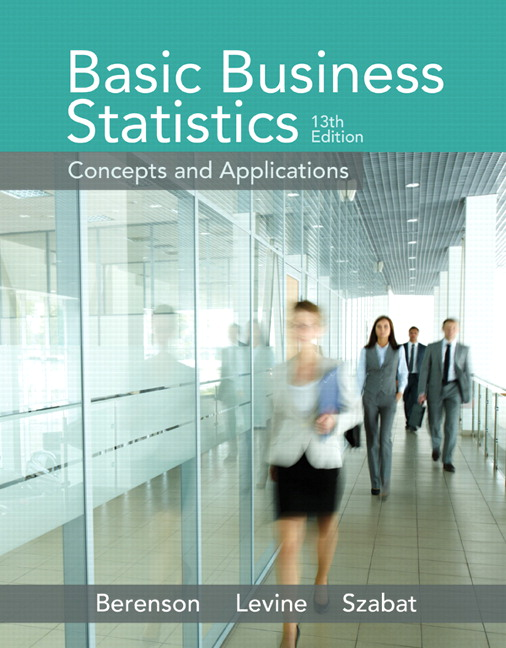 Basic Business
Statistics 13th
Edition
Concepts and Applications
Berenson Levine Szabat